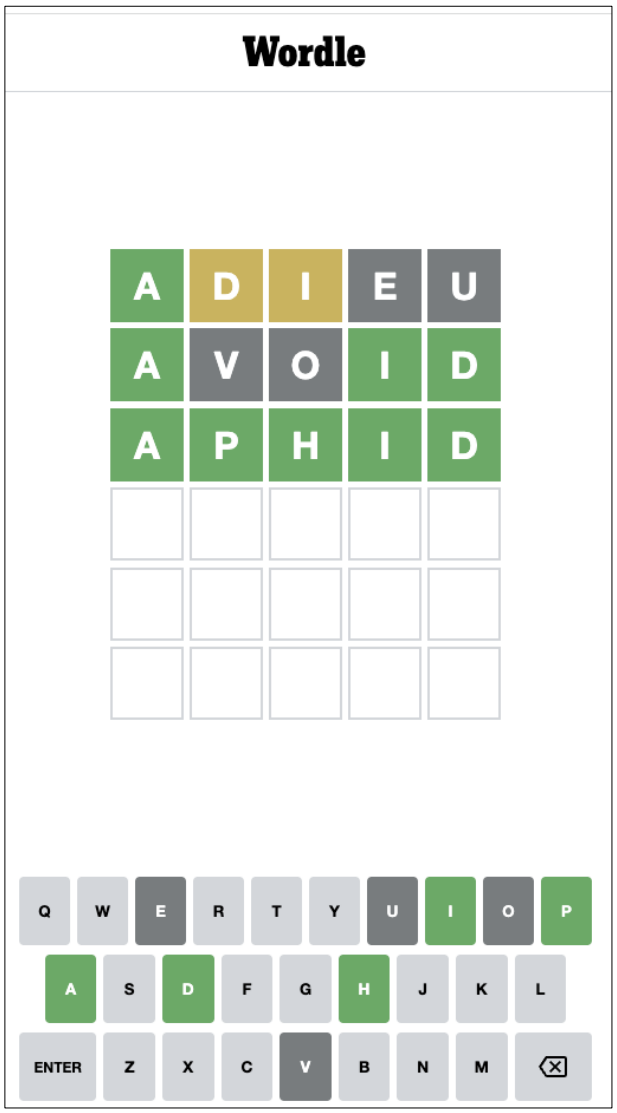 Wordle
A D I E U
A V O I D
A P H I D
Q W E R T Y U I O P
A S D F G H J K L
ENTER Z X C V B N M